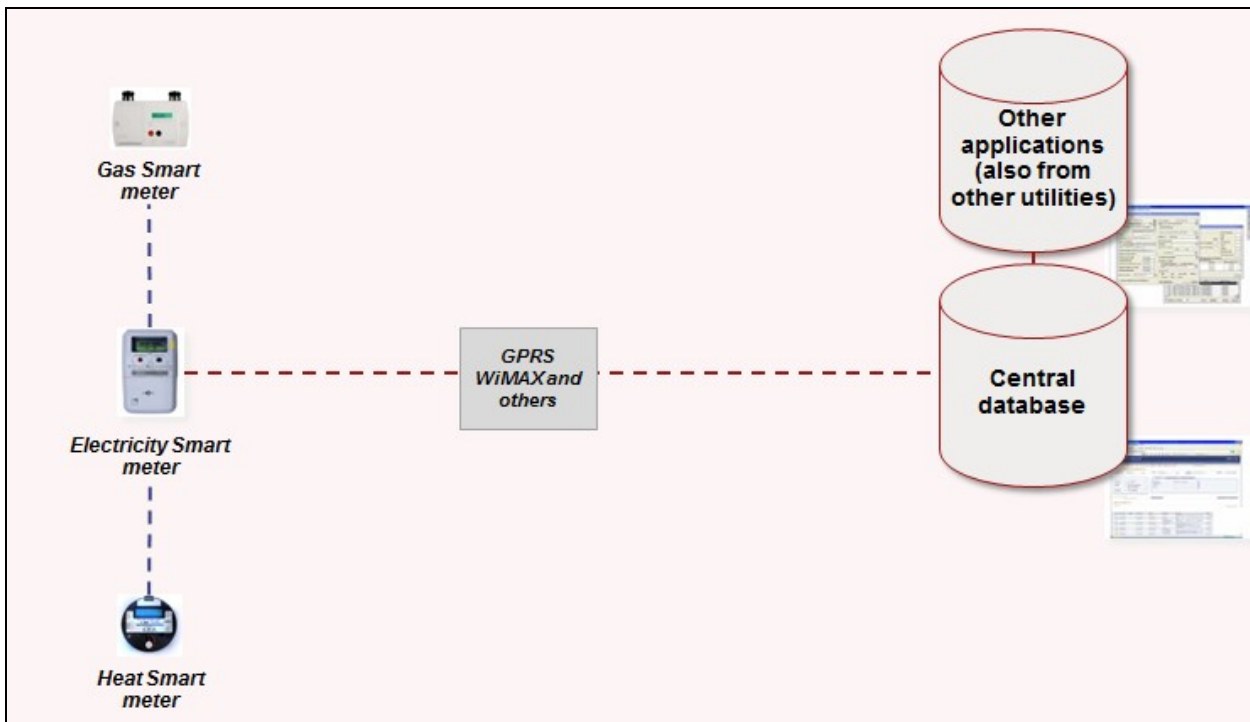 Gas Smart
meter
Electricity Smart
meter
Heat Smart
meter
GPRS
WiMAX and
others
Other
applications
(also from
other utilities)
Central
database